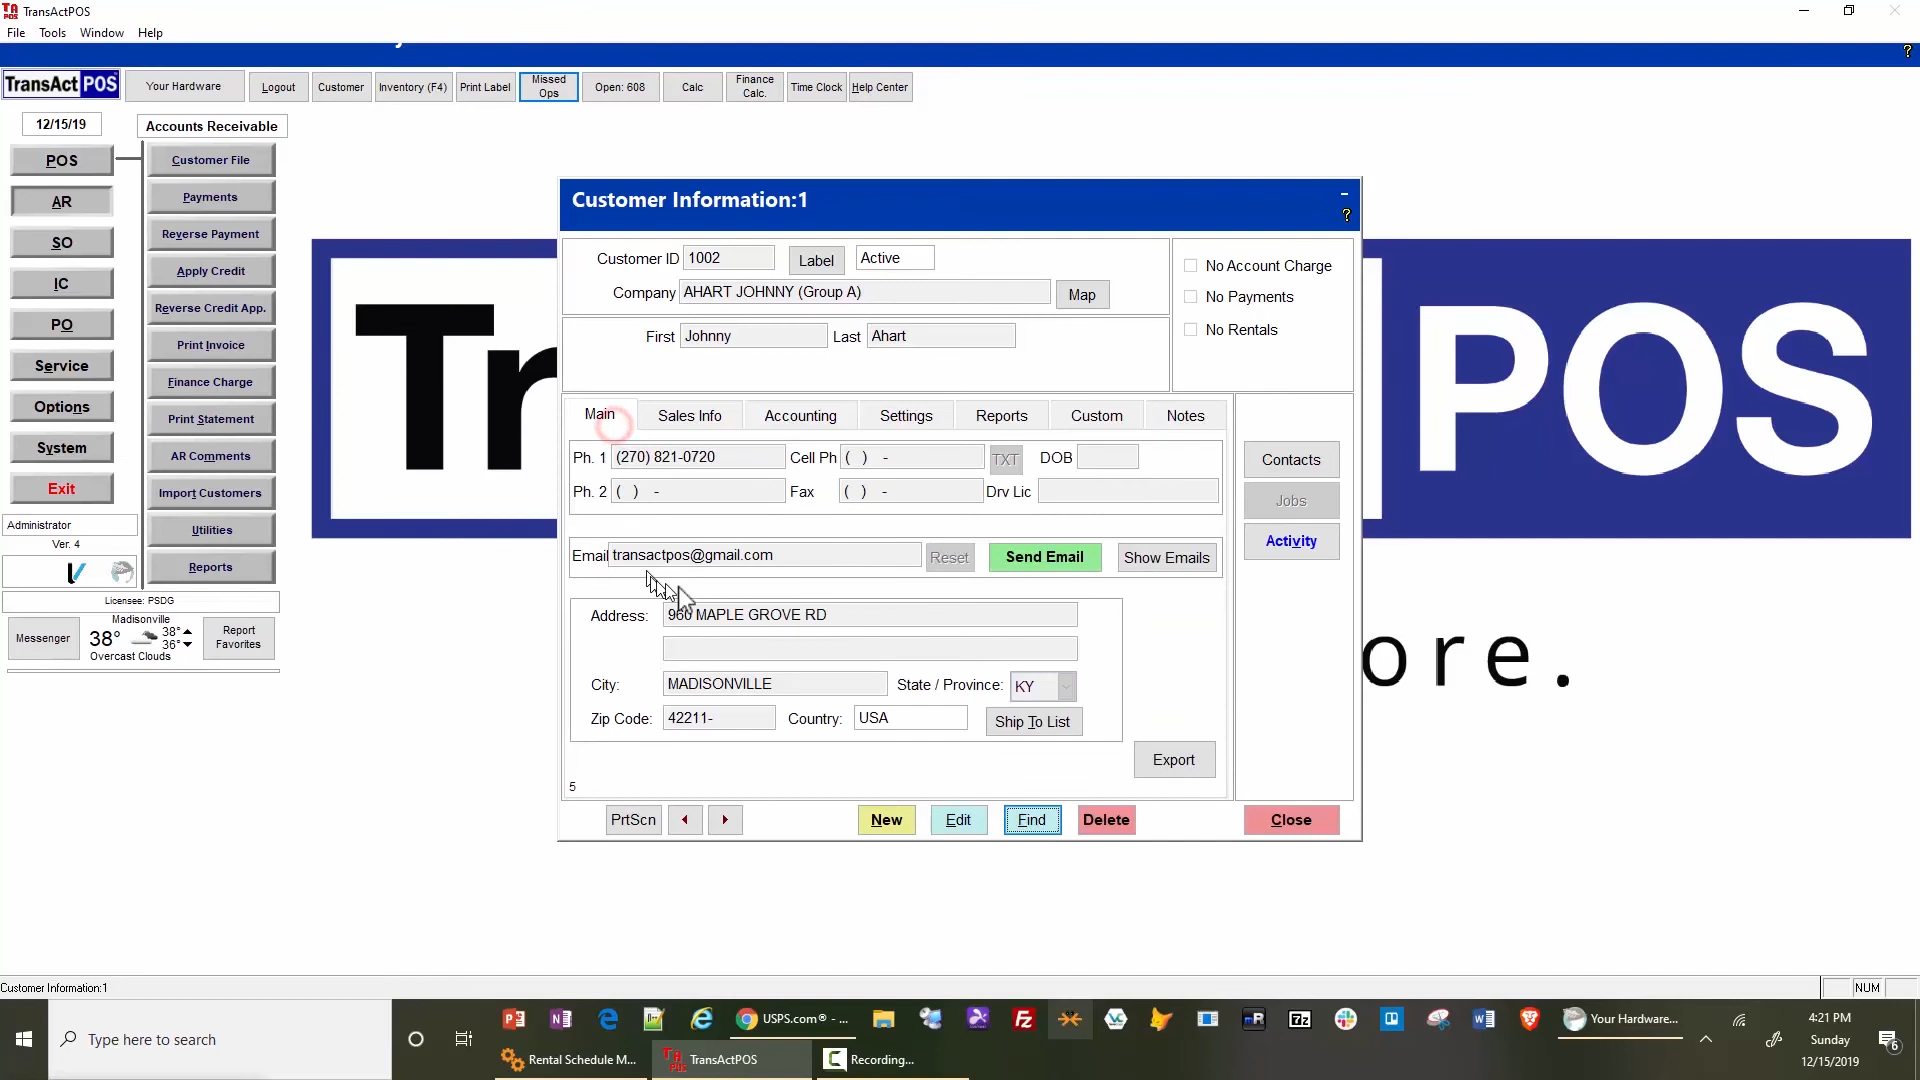 TransActPOS
File Tools Window Help
?
TransAct POS
Your Hardware
Logout
Customer
Inventory (F4)
Print Label
Missed
Ops
Open: 608
Calc
Finance
Calc.
Time Clock
Help Center
12/15/19
Accounts Receivable
POS
AR
SO
IC
PO
Service
Options
System
Exit
Customer File
Payments
Reverse Payment
Apply Credit
Reverse Credit App.
Print Invoice
Finance Charge
Print Statement
AR Comments
Import Customers
Utilities
Reports
Administrator
Ver. 4
Licensee: PSDG
Messenger
Madisonville
38°
38°
36°
Overcast Clouds
Report
Favorites
Tr
POS
ore.
Customer Information:1
?
Customer ID 1002
Label
Active
Company AHART JOHNNY (Group A)
Map
First Johnny Last Ahart
No Account Charge
No Payments
No Rentals
Main
Sales Info
Accounting
Settings
Reports
Custom
Notes
Ph. 1 (270) 821-0720 Cell Ph ( ) - TXT DOB
Ph. 2 ( ) - Fax ( ) - Drv Lic
Email transactpos@gmail.com Reset Send Email Show Emails
Address: 960 MAPLE GROVE RD
City: MADISONVILLE State / Province: KY
Zip Code: 42211- Country: USA Ship To List
Export
5
Contacts
Jobs
Activity
PrtScn
New
Edit
Find
Delete
Close
Customer Information:1
NUM
Type here to search
USPS.com® - ...
Your Hardware...
Rental Schedule M...
TransActPOS
Recording...
4:21 PM
Sunday
12/15/2019
6